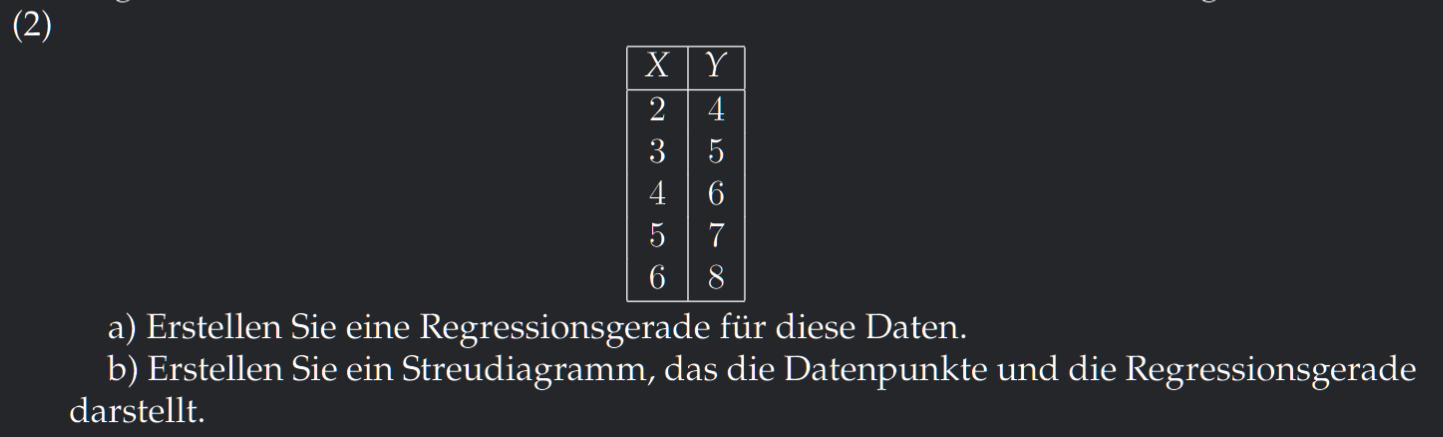 (2)
X Y
2 4
3 5
4 6
5 7
6 8
a) Erstellen Sie eine Regressionsgerade für diese Daten.
b) Erstellen Sie ein Streudiagramm, das die Datenpunkte und die Regressionsgerade
darstellt.